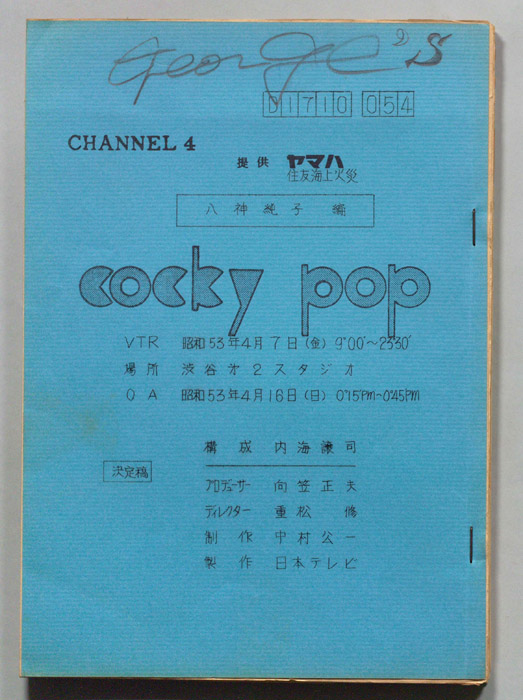 George's
D1710 054
CHANNEL 4
提供 ヤマハ
住友海上火災
八神純子編
cocky pop
VTR 昭和53年4月7日(金) 9°00'~23°30'
場所 渋谷オ2スタジオ
OA 昭和53年4月16日(日) 0:15PM~0:45PM
構成 内海譲司
決定稿
プロデューサー 向笠正夫
ディレクター 重松 修
制作 中村公一
製作 日本テレビ